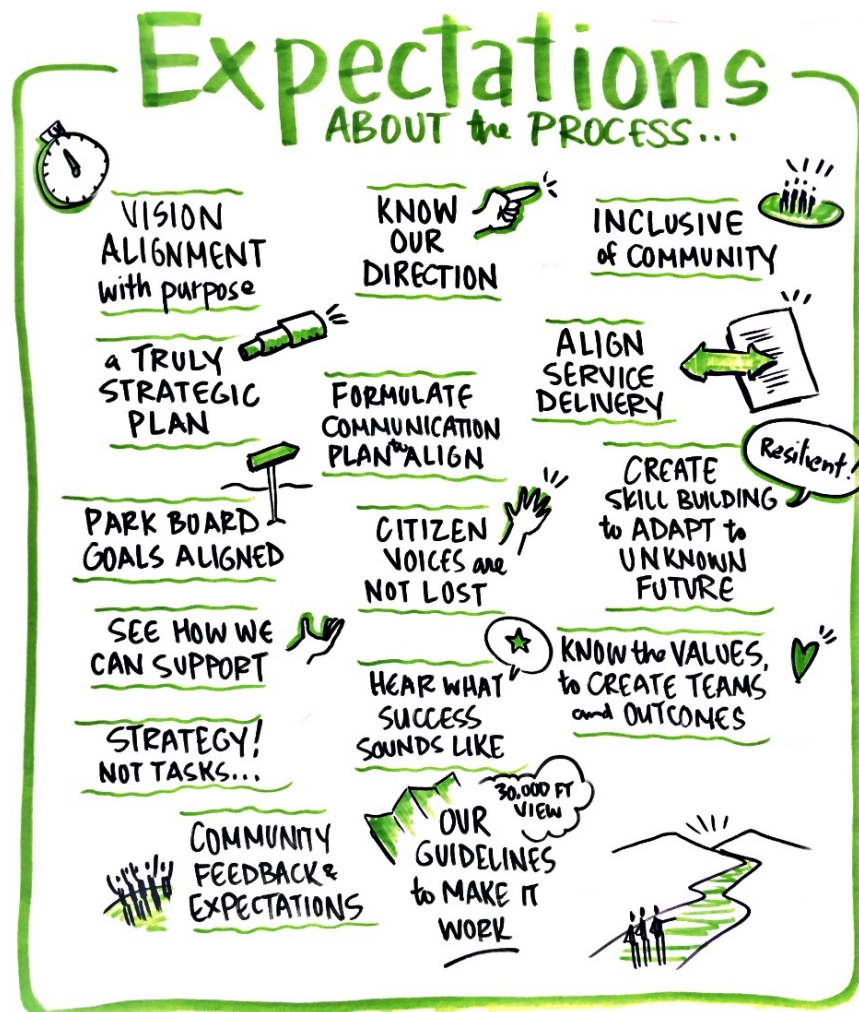 Expectations
ABOUT the PROCESS...
VISION
ALIGNMENT
with purpose
KNOW
OUR
DIRECTION
INCLUSIVE
of COMMUNITY
a TRULY
STRATEGIC
PLAN
FORMULATE
COMMUNICATION
PLAN to ALIGN
ALIGN
SERVICE
DELIVERY
Resilient!
PARK BOARD
GOALS ALIGNED
CITIZEN
VOICES are
NOT LOST
CREATE
SKILL BUILDING
to ADAPT to
UNKNOWN
FUTURE
SEE HOW WE
CAN SUPPORT
HEAR WHAT
SUCCESS
SOUNDS LIKE
KNOW the VALUES,
to CREATE TEAMS
and OUTCOMES
STRATEGY!
NOT TASKS...
COMMUNITY
FEEDBACK &
EXPECTATIONS
30,000 FT
VIEW
OUR
GUIDELINES
to MAKE IT
WORK